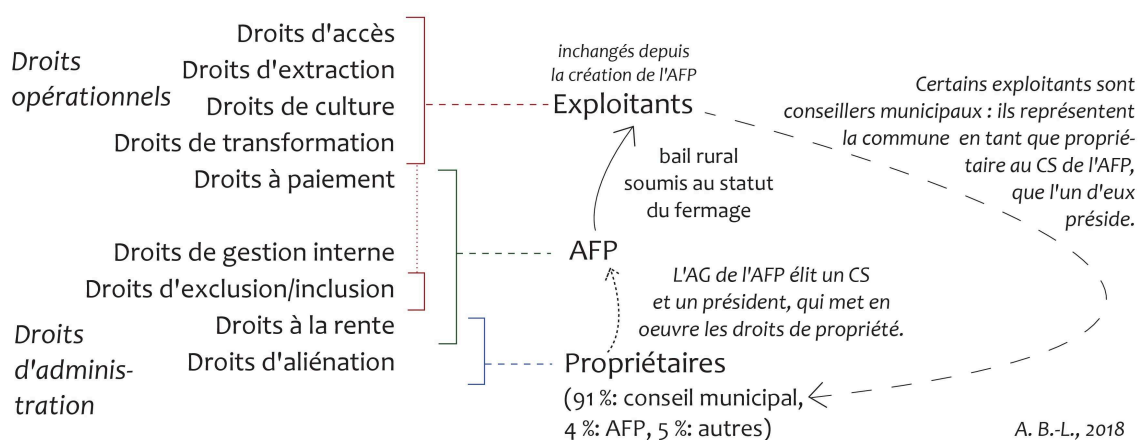 Droits
opérationnels
Droits d'accès
Droits d'extraction
Droits de culture
Droits de transformation
Droits à paiement
Droits de gestion interne
Droits d'exclusion/inclusion
Droits à la rente
Droits d'aliénation
Droits
d'adminis-
tration
inchangés depuis
la création de l'AFP
Exploitants
bail rural
soumis au statut
du fermage
AFP
L'AG de l'AFP élit un CS
et un président, qui met en
oeuvre les droits de propriété.
Propriétaires
(91 %: conseil municipal,
4 %: AFP, 5 %: autres)
Certains exploitants sont
conseillers municipaux : ils représentent
la commune en tant que proprié-
taire au CS de l'AFP,
que l'un d'eux
préside.
A. B.-L., 2018